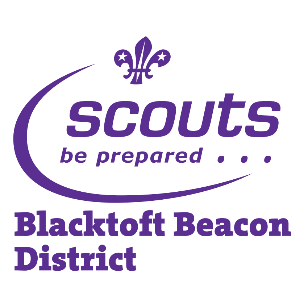 scouts
be prepared . . .
Blacktoft Beacon
District